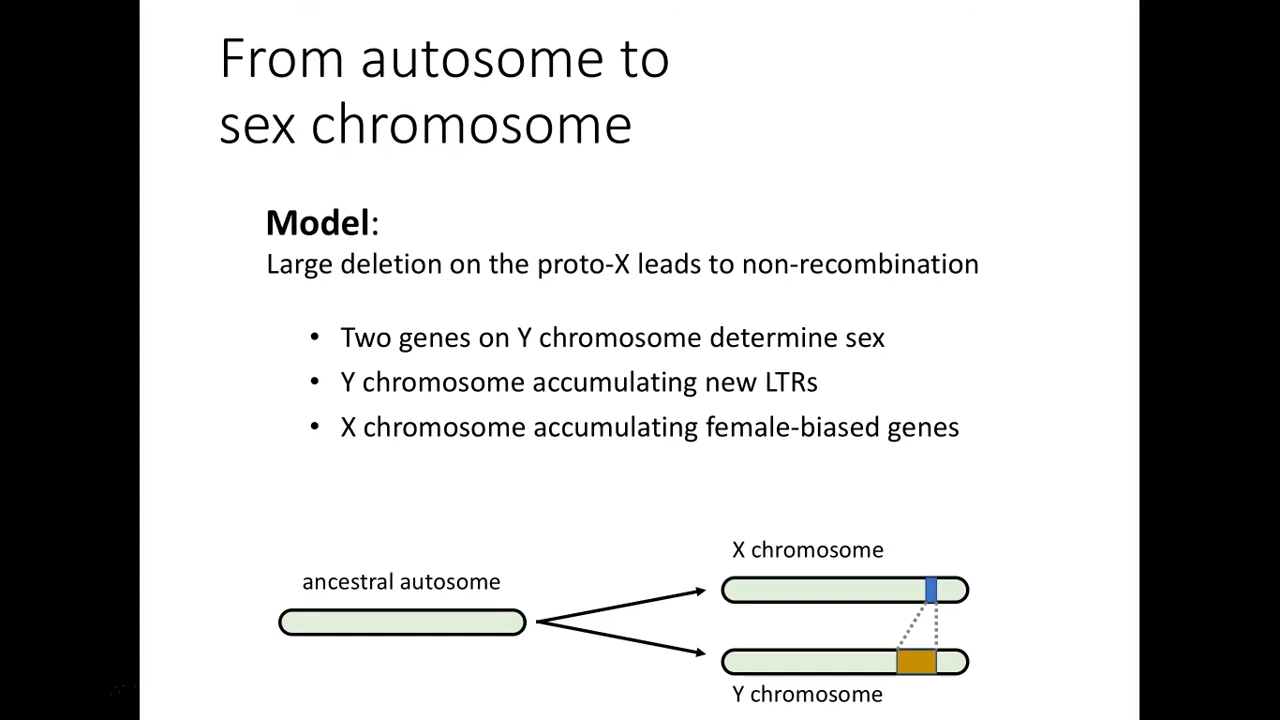 From autosome to
sex chromosome
Model:
Large deletion on the proto-X leads to non-recombination
• Two genes on Y chromosome determine sex
• Y chromosome accumulating new LTRs
• X chromosome accumulating female-biased genes
X chromosome
ancestral autosome
Y chromosome